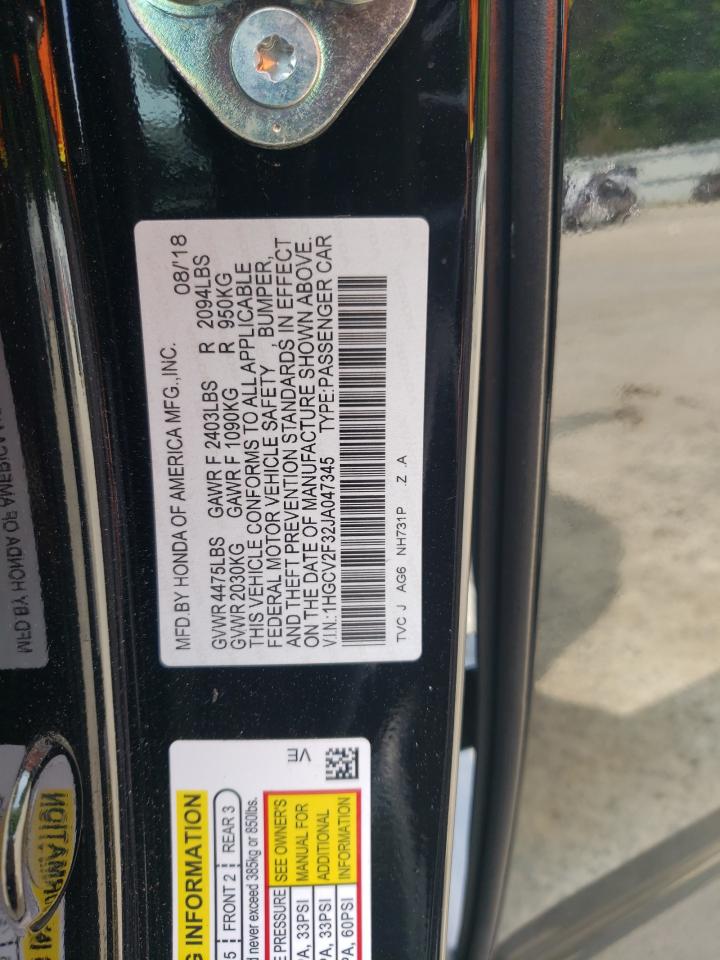 MFD.BY HONDA OF AMERICA MFG.,INC. 08/'18
GVWR 4475LBS GAWR F 2403LBS R 2094LBS
GVWR 2030KG GAWR F 1090KG R 950KG
THIS VEHICLE CONFORMS TO ALL APPLICABLE
FEDERAL MOTOR VEHICLE SAFETY , BUMPER,
AND THEFT PREVENTION STANDARDS IN EFFECT
ON THE DATE OF MANUFACTURE SHOWN ABOVE.
V.I.N.:1HGCV2F32JA047345 TYPE:PASSENGER CAR
TVC J AG6 NH731P Z .A
VE
INFORMATION
5 FRONT 2 REAR 3
never exceed 385kg or 850lbs.
PRESSURE SEE OWNER'S
33PSI MANUAL FOR
33PSI ADDITIONAL
60PSI INFORMATION